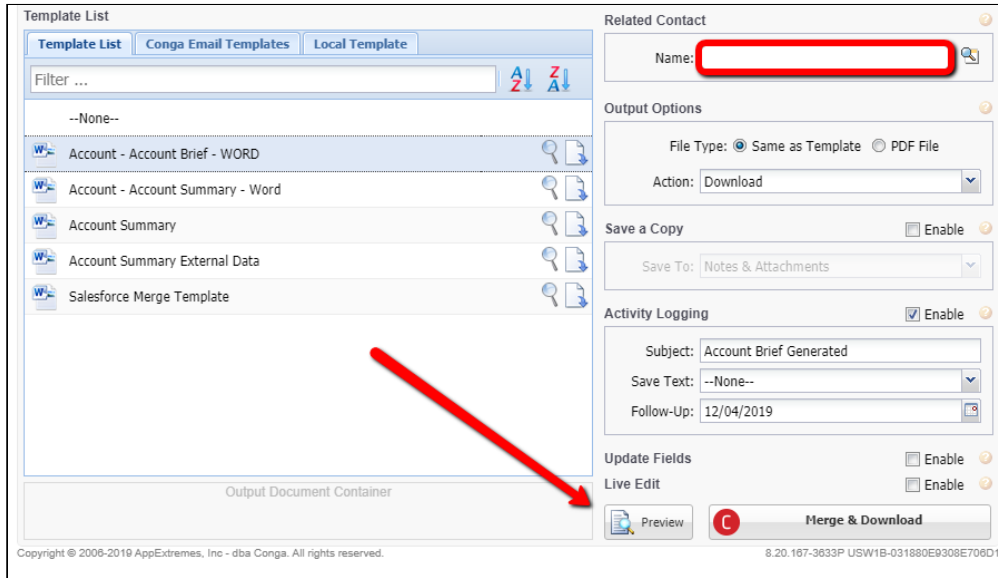 Template List
Template List Conga Email Templates Local Template
Filter ...
A Z Z A
--None--
Account - Account Brief - WORD
Account - Account Summary - Word
Account Summary
Account Summary External Data
Salesforce Merge Template
Output Document Container
Related Contact
Name:
Output Options
File Type: Same as Template PDF File
Action: Download
Save a Copy Enable
Save To: Notes & Attachments
Activity Logging Enable
Subject: Account Brief Generated
Save Text: --None--
Follow-Up: 12/04/2019
Update Fields Enable
Live Edit Enable
Preview C Merge & Download
Copyright © 2006-2019 AppExtremes, Inc - dba Conga. All rights reserved. 8.20.167-3633P USW1B-031880E9308E706D1